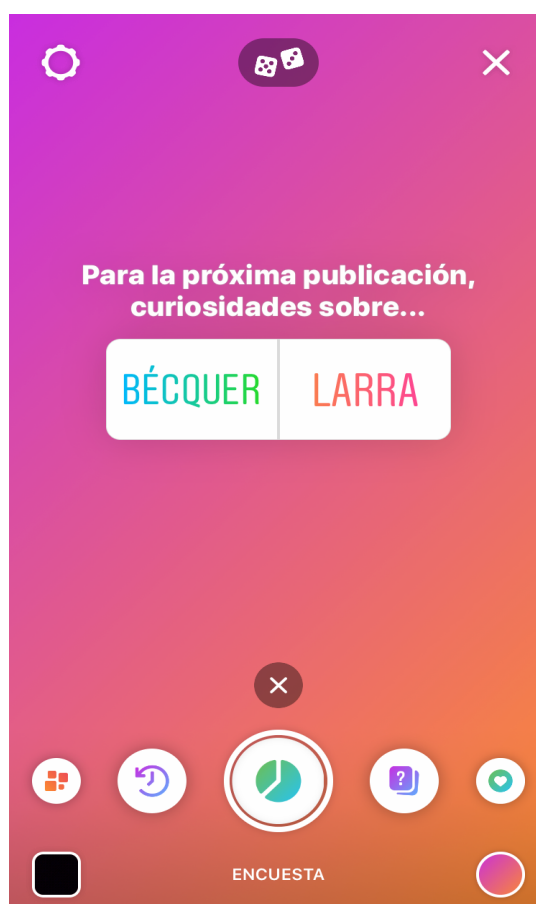 Para la próxima publicación,
curiosidades sobre...
BÉCQUER
LARRA
?
ENCUESTA